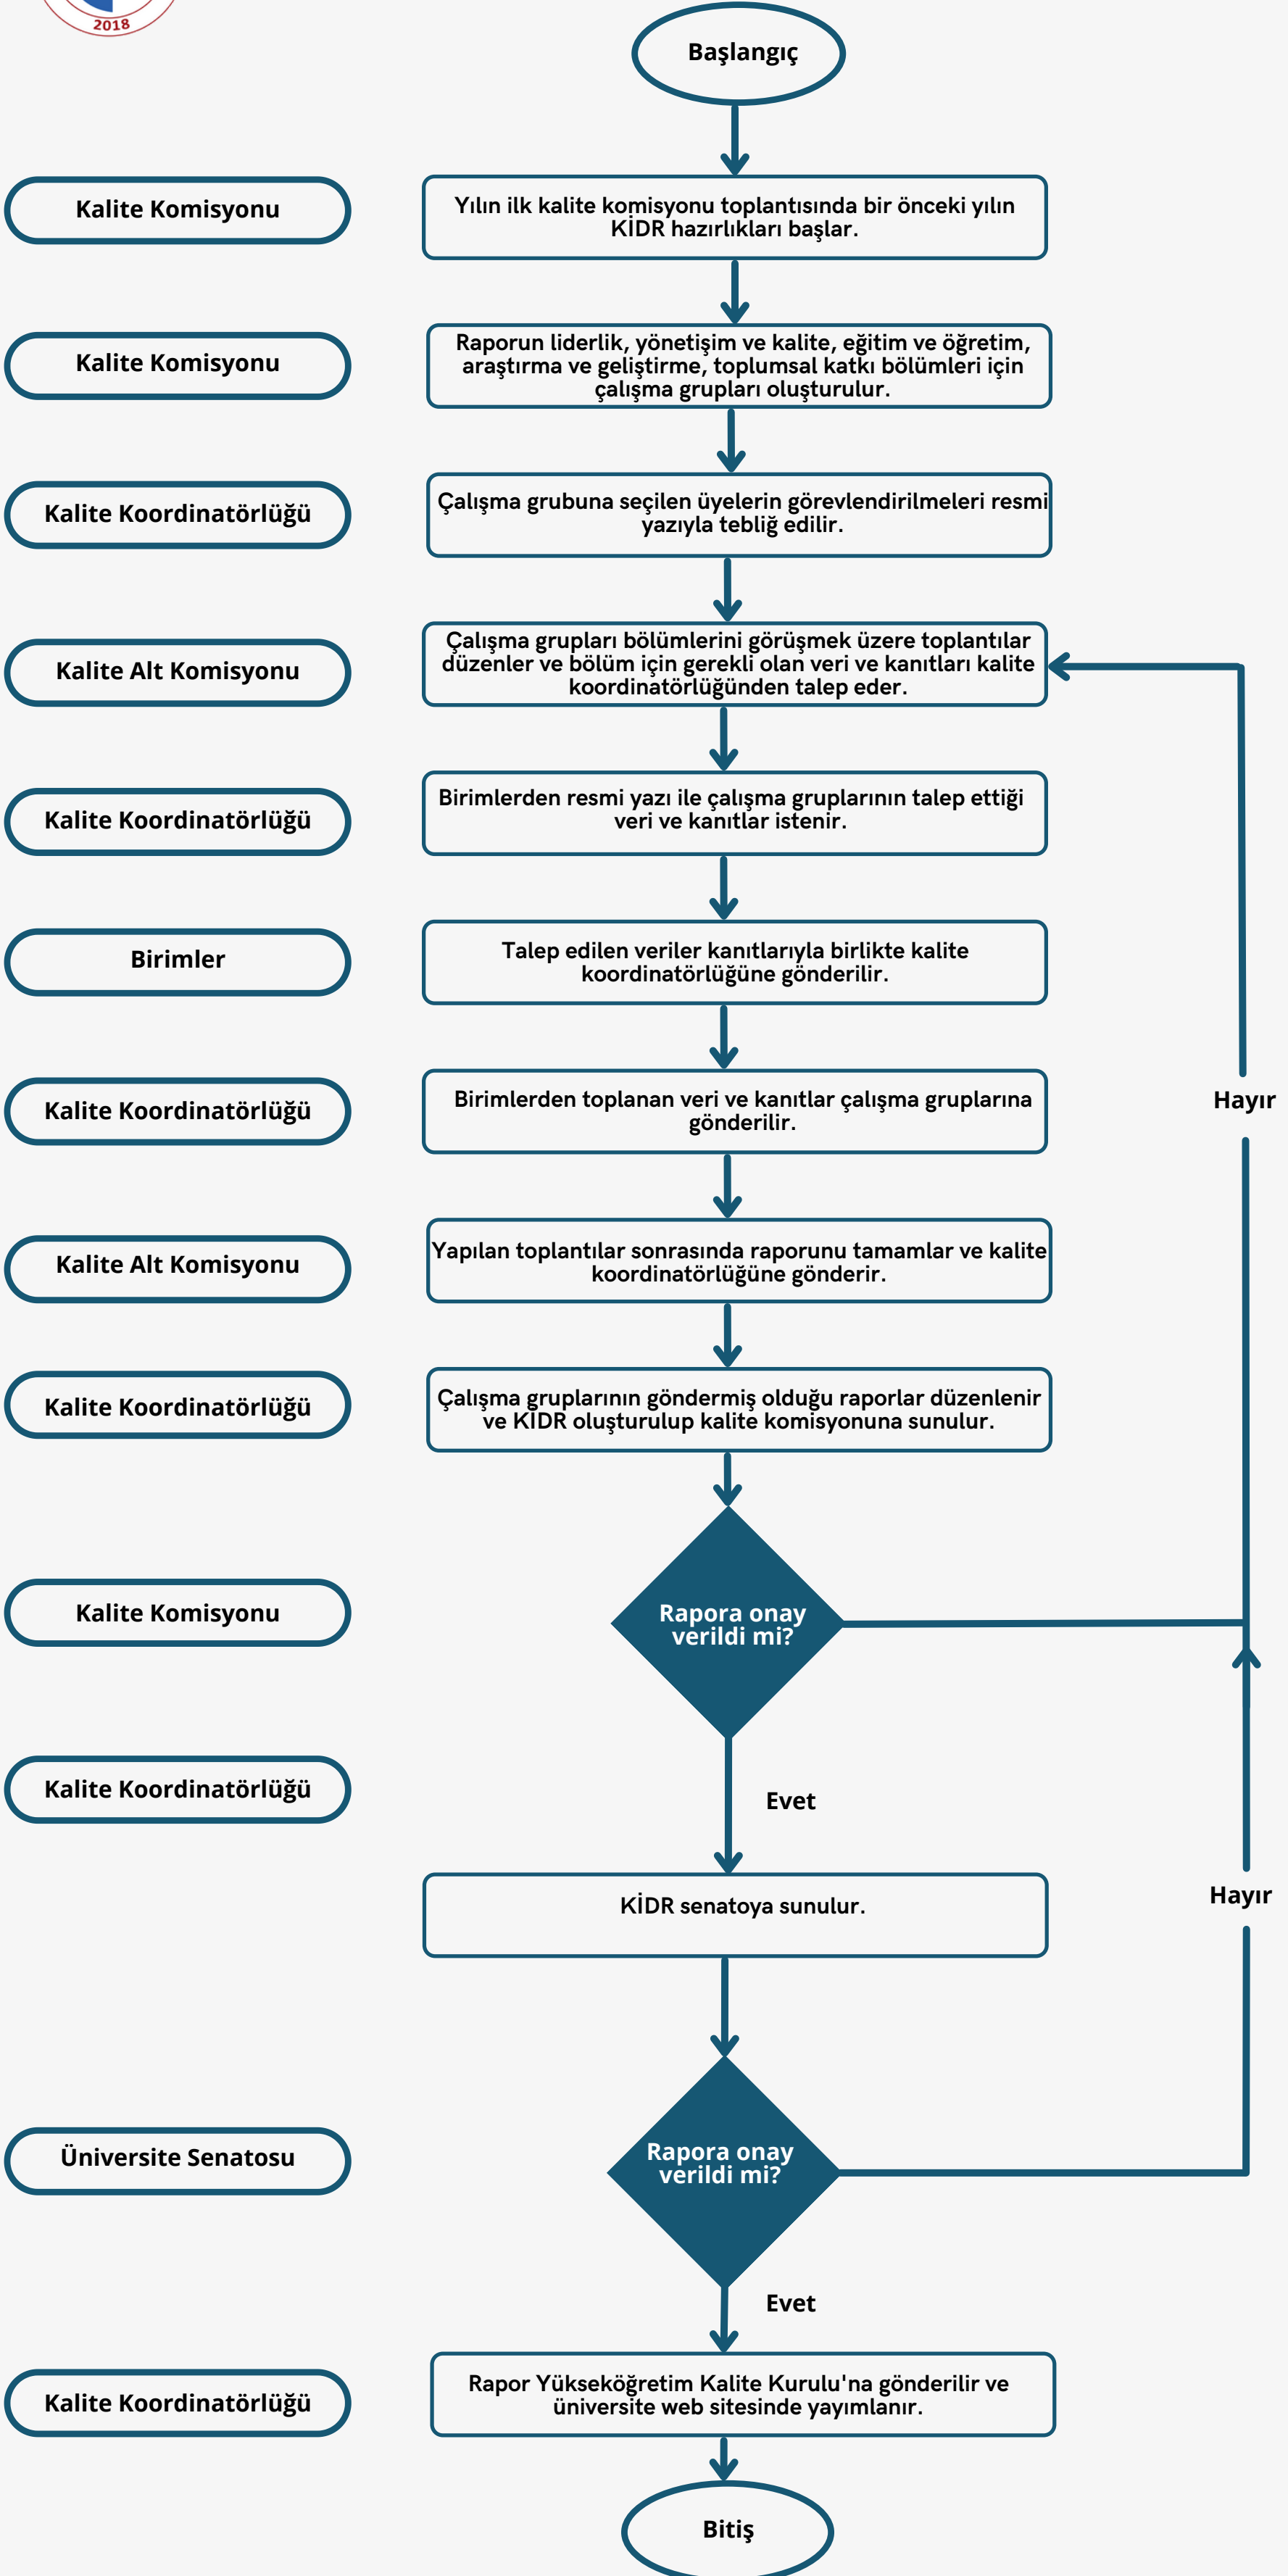 2018
Başlangıç
Kalite Komisyonu
Yılın ilk kalite komisyonu toplantısında bir önceki yılın
KİDR hazırlıkları başlar.
Kalite Komisyonu
Raporun liderlik, yönetişim ve kalite, eğitim ve öğretim,
araştırma ve geliştirme, toplumsal katkı bölümleri için
çalışma grupları oluşturulur.
Kalite Koordinatörlüğü
Çalışma grubuna seçilen üyelerin görevlendirilmeleri resmi
yazıyla tebliğ edilir.
Kalite Alt Komisyonu
Çalışma grupları bölümlerini görüşmek üzere toplantılar
düzenler ve bölüm için gerekli olan veri ve kanıtları kalite
koordinatörlüğünden talep eder.
Kalite Koordinatörlüğü
Birimlerden resmi yazı ile çalışma gruplarının talep ettiği
veri ve kanıtlar istenir.
Birimler
Talep edilen veriler kanıtlarıyla birlikte kalite
koordinatörlüğüne gönderilir.
Kalite Koordinatörlüğü
Birimlerden toplanan veri ve kanıtlar çalışma gruplarına
gönderilir.
Hayır
Kalite Alt Komisyonu
Yapılan toplantılar sonrasında raporunu tamamlar ve kalite
koordinatörlüğüne gönderir.
Kalite Koordinatörlüğü
Çalışma gruplarının göndermiş olduğu raporlar düzenlenir
ve KİDR oluşturulup kalite komisyonuna sunulur.
Kalite Komisyonu
Rapora onay
verildi mi?
Kalite Koordinatörlüğü
Evet
KİDR senatoya sunulur.
Hayır
Üniversite Senatosu
Rapora onay
verildi mi?
Evet
Kalite Koordinatörlüğü
Rapor Yükseköğretim Kalite Kurulu'na gönderilir ve
üniversite web sitesinde yayımlanır.
Bitiş